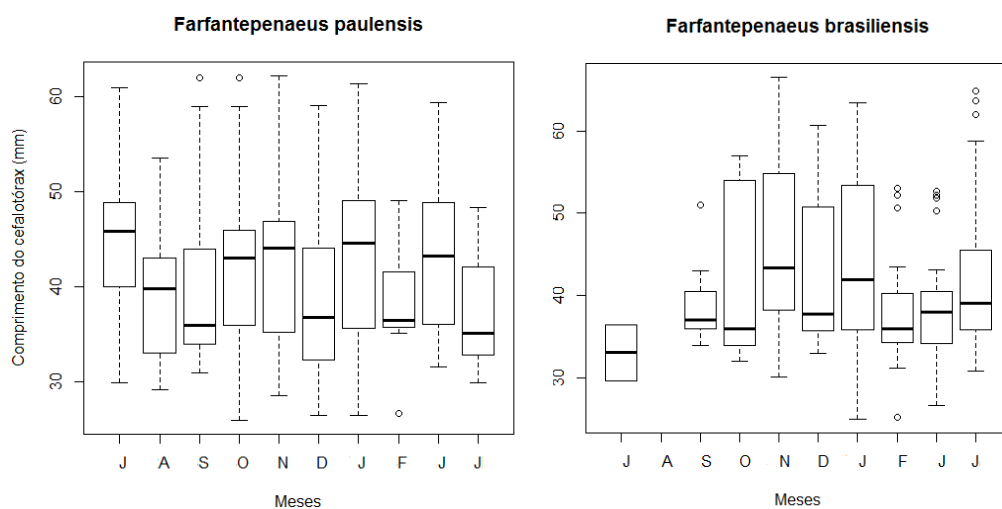 Farfantepenaeus paulensis
Comprimento do cefalotórax (mm)
60
50
40
30
J A S O N D J F J J
Meses
Farfantepenaeus brasiliensis
60
50
40
30
J A S O N D J F J J
Meses